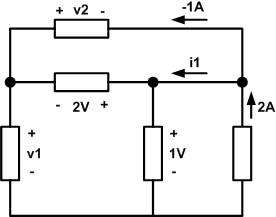 + v2 - -1A
i1
- 2V + 2A
+ +
v1 1V
- -